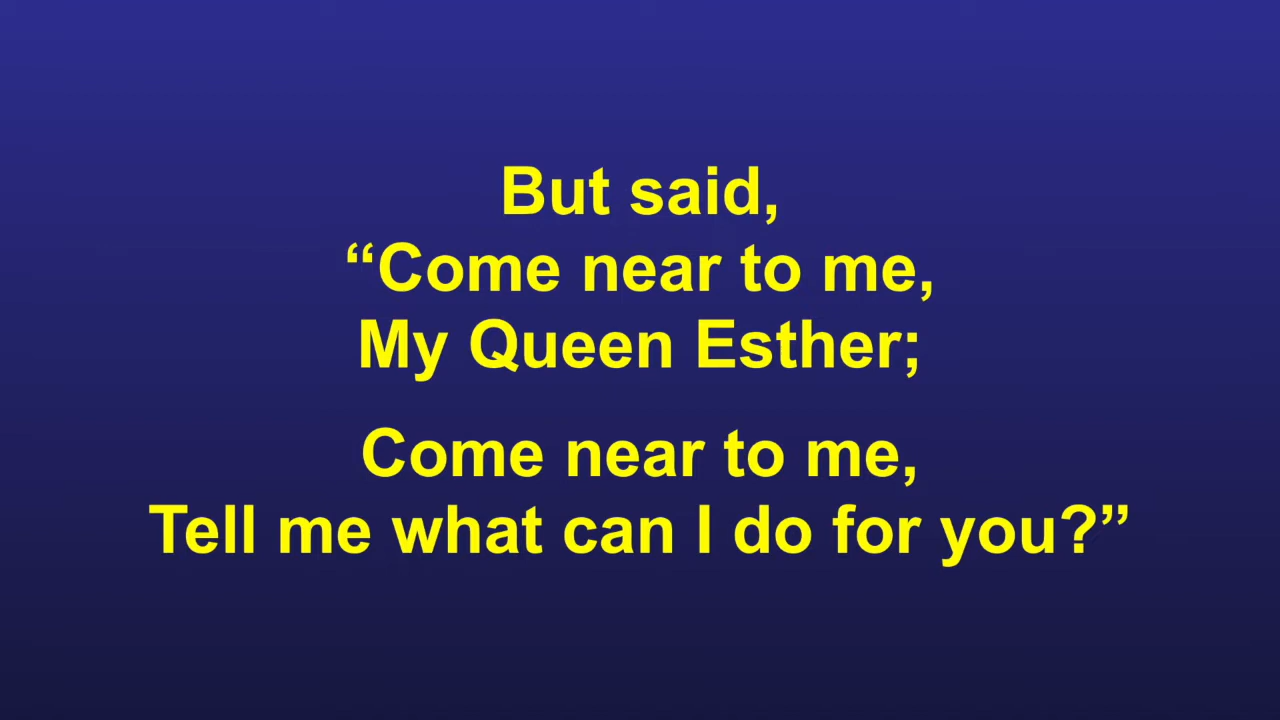 But said,
“Come near to me,
My Queen Esther;
Come near to me,
Tell me what can I do for you?”